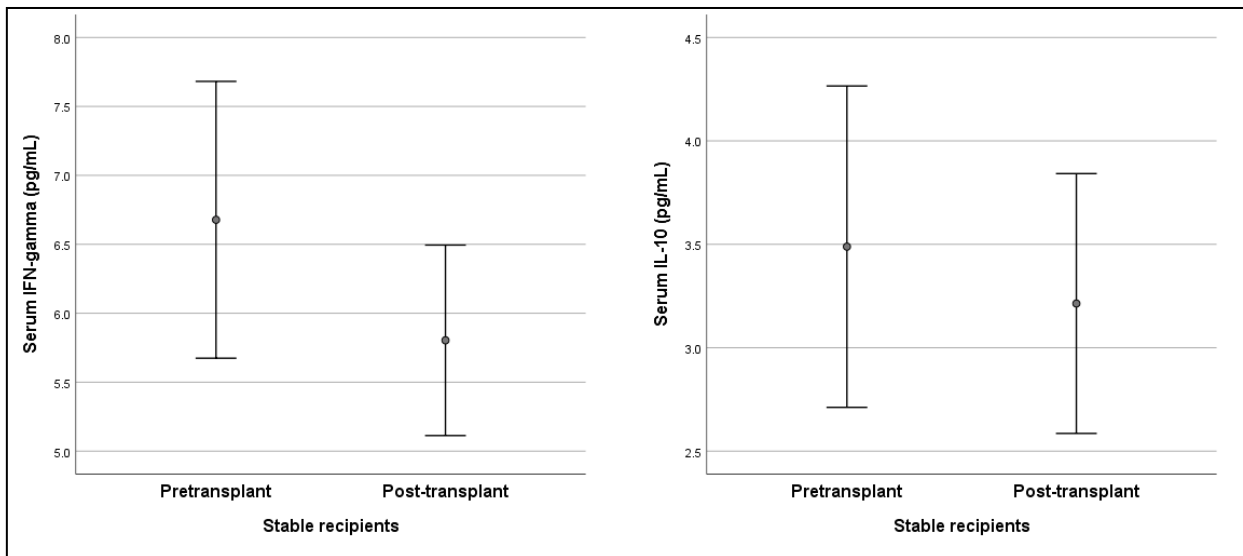 Serum IFN-gamma (pg/mL)
8.0
7.5
7.0
6.5
6.0
5.5
5.0
Pretransplant
Post-transplant
Stable recipients
Serum IL-10 (pg/mL)
4.5
4.0
3.5
3.0
2.5
Pretransplant
Post-transplant
Stable recipients